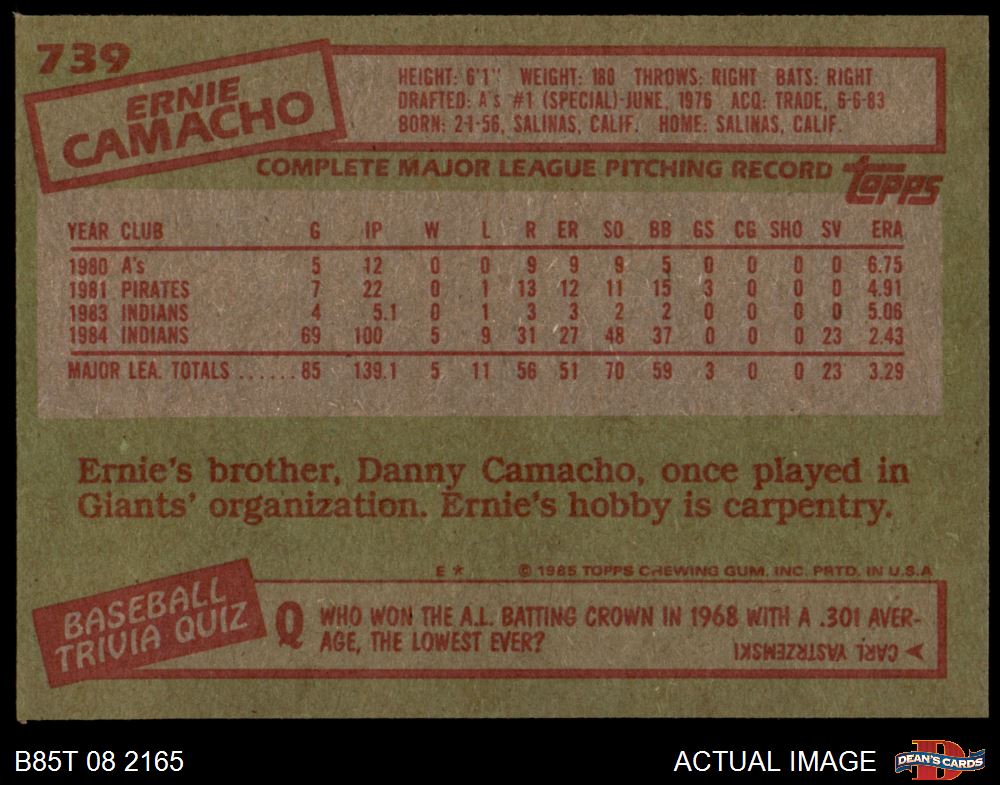 739
ERNIE
CAMACHO
HEIGHT: 6'1" WEIGHT: 180 THROWS: RIGHT BATS: RIGHT
DRAFTED: A's #1 (SPECIAL)-JUNE, 1976 ACQ: TRADE, 6-6-83
BORN: 2-1-56, SALINAS, CALIF. HOME: SALINAS, CALIF.
COMPLETE MAJOR LEAGUE PITCHING RECORD
topps
YEAR CLUB G IP W L R ER SO BB GS CG SHO SV ERA
1980 A's 5 12 0 0 9 9 9 5 0 0 0 0 6.75
1981 PIRATES 7 22 0 1 13 12 11 15 3 0 0 0 4.91
1983 INDIANS 4 5.1 0 1 3 3 2 2 0 0 0 0 5.06
1984 INDIANS 69 100 5 9 31 27 48 37 0 0 0 23 2.43
MAJOR LEA. TOTALS ......85 139.1 5 11 56 51 70 59 3 0 0 23 3.29
Ernie's brother, Danny Camacho, once played in
Giants' organization. Ernie's hobby is carpentry.
E * © 1985 TOPPS CHEWING GUM, INC. PRTD. IN U.S.A
BASEBALL
TRIVIA QUIZ
Q WHO WON THE A.L. BATTING CROWN IN 1968 WITH A .301 AVER-
AGE, THE LOWEST EVER?
CARL YASTRZEMSKI
B85T 08 2165
ACTUAL IMAGE
D
DEAN'S CARDS